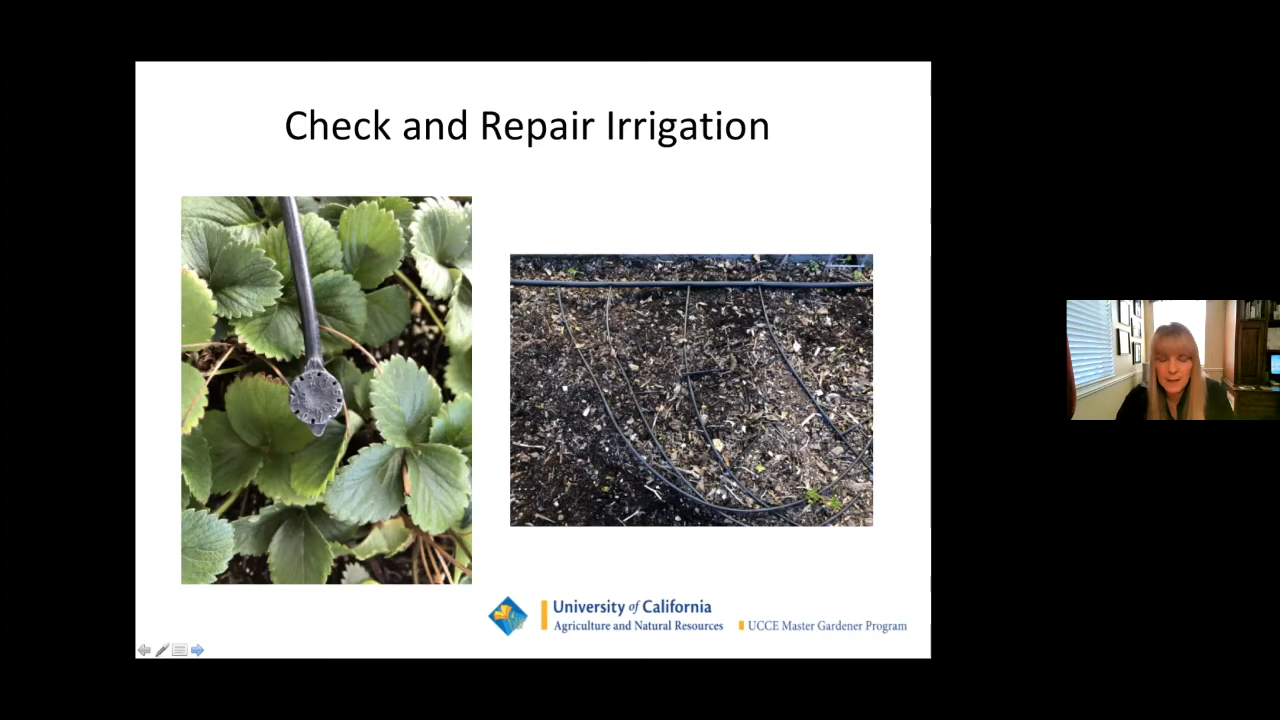 Check and Repair Irrigation
University of California
Agriculture and Natural Resources
UCCE Master Gardener Program